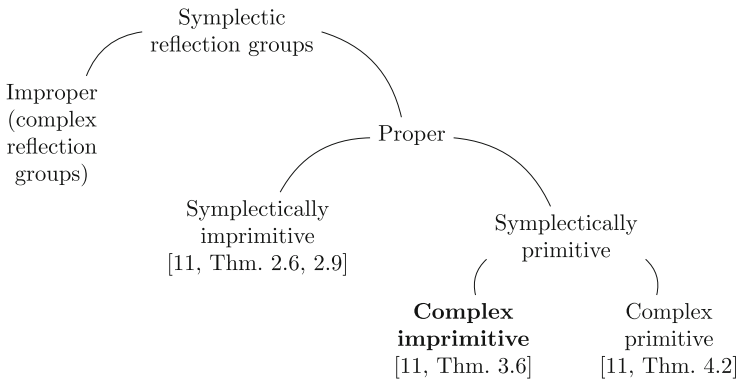 Symplectic
reflection groups
Improper
(complex
reflection
groups)
Proper
Symplectically
imprimitive
[11, Thm. 2.6, 2.9]
Symplectically
primitive
Complex
imprimitive
[11, Thm. 3.6]
Complex
primitive
[11, Thm. 4.2]